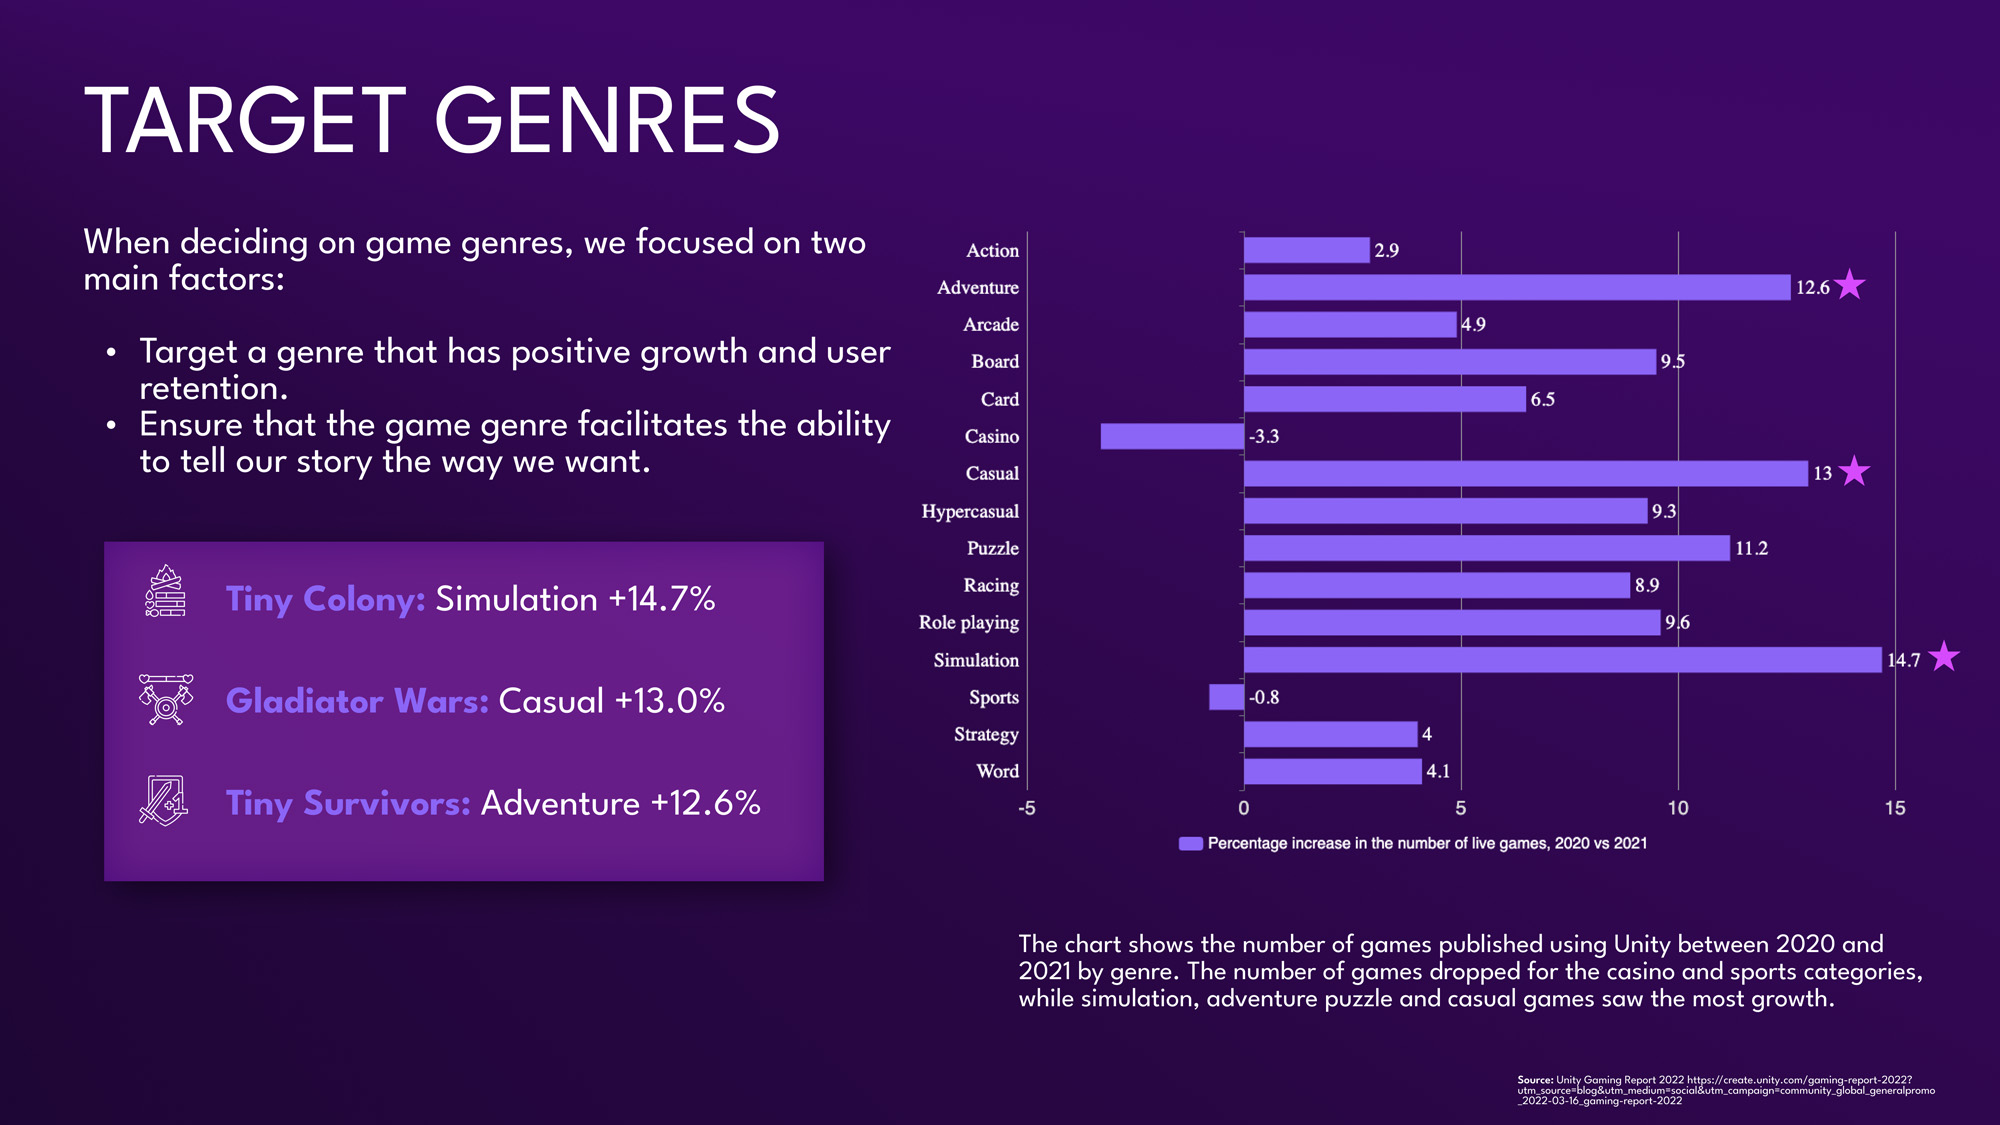 TARGET GENRES
When deciding on game genres, we focused on two
main factors:
• Target a genre that has positive growth and user
retention.
• Ensure that the game genre facilitates the ability
to tell our story the way we want.
Tiny Colony: Simulation +14.7%
Gladiator Wars: Casual +13.0%
Tiny Survivors: Adventure +12.6%
Action 2.9
Adventure 12.6
Arcade 4.9
Board 9.5
Card 6.5
Casino -3.3
Casual 13
Hypercasual 9.3
Puzzle 11.2
Racing 8.9
Role playing 9.6
Simulation 14.7
Sports -0.8
Strategy 4
Word 4.1
-5 0 5 10 15
Percentage increase in the number of live games, 2020 vs 2021
The chart shows the number of games published using Unity between 2020 and
2021 by genre. The number of games dropped for the casino and sports categories,
while simulation, adventure puzzle and casual games saw the most growth.
Source: Unity Gaming Report 2022 https://create.unity.com/gaming-report-2022?
utm_source=blog&utm_medium=social&utm_campaign=community_global_generalpromo
_2022-03-16_gaming-report-2022